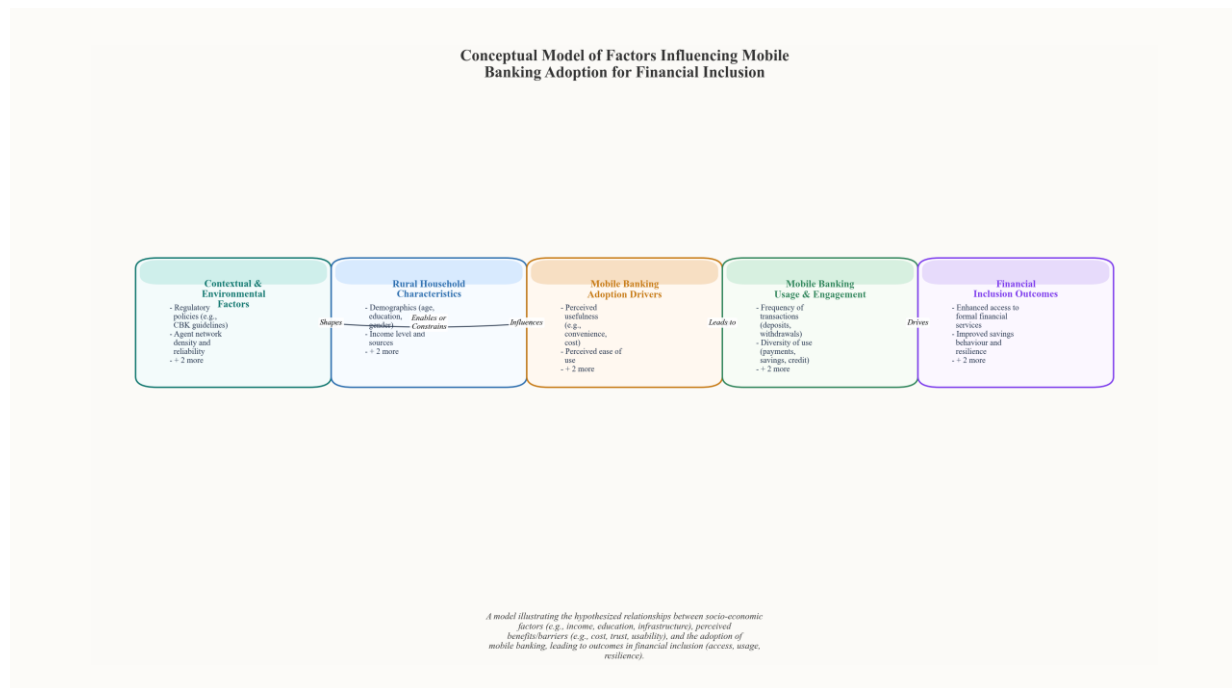 Conceptual Model of Factors Influencing Mobile
Banking Adoption for Financial Inclusion
Contextual &
Environmental
Factors
- Regulatory
policies (e.g.,
CBK guidelines)
- Agent network
density and
reliability
- + 2 more
Shapes
Rural Household
Characteristics
- Demographics (age,
education,
gender)
- Income level and
sources
- + 2 more
Enables or
Constrains
Influences
Mobile Banking
Adoption Drivers
- Perceived
usefulness
(e.g.,
convenience,
cost)
- Perceived ease of
use
- + 2 more
Leads to
Mobile Banking
Usage & Engagement
- Frequency of
transactions
(deposits,
withdrawals)
- Diversity of use
(payments,
savings, credit)
- + 2 more
Drives
Financial
Inclusion Outcomes
- Enhanced access to
formal financial
services
- Improved savings
behaviour and
resilience
- + 2 more
A model illustrating the hypothesized relationships between socio-economic
factors (e.g., income, education, infrastructure), perceived
benefits/barriers (e.g., cost, trust, usability), and the adoption of
mobile banking, leading to outcomes in financial inclusion (access, usage,
resilience).